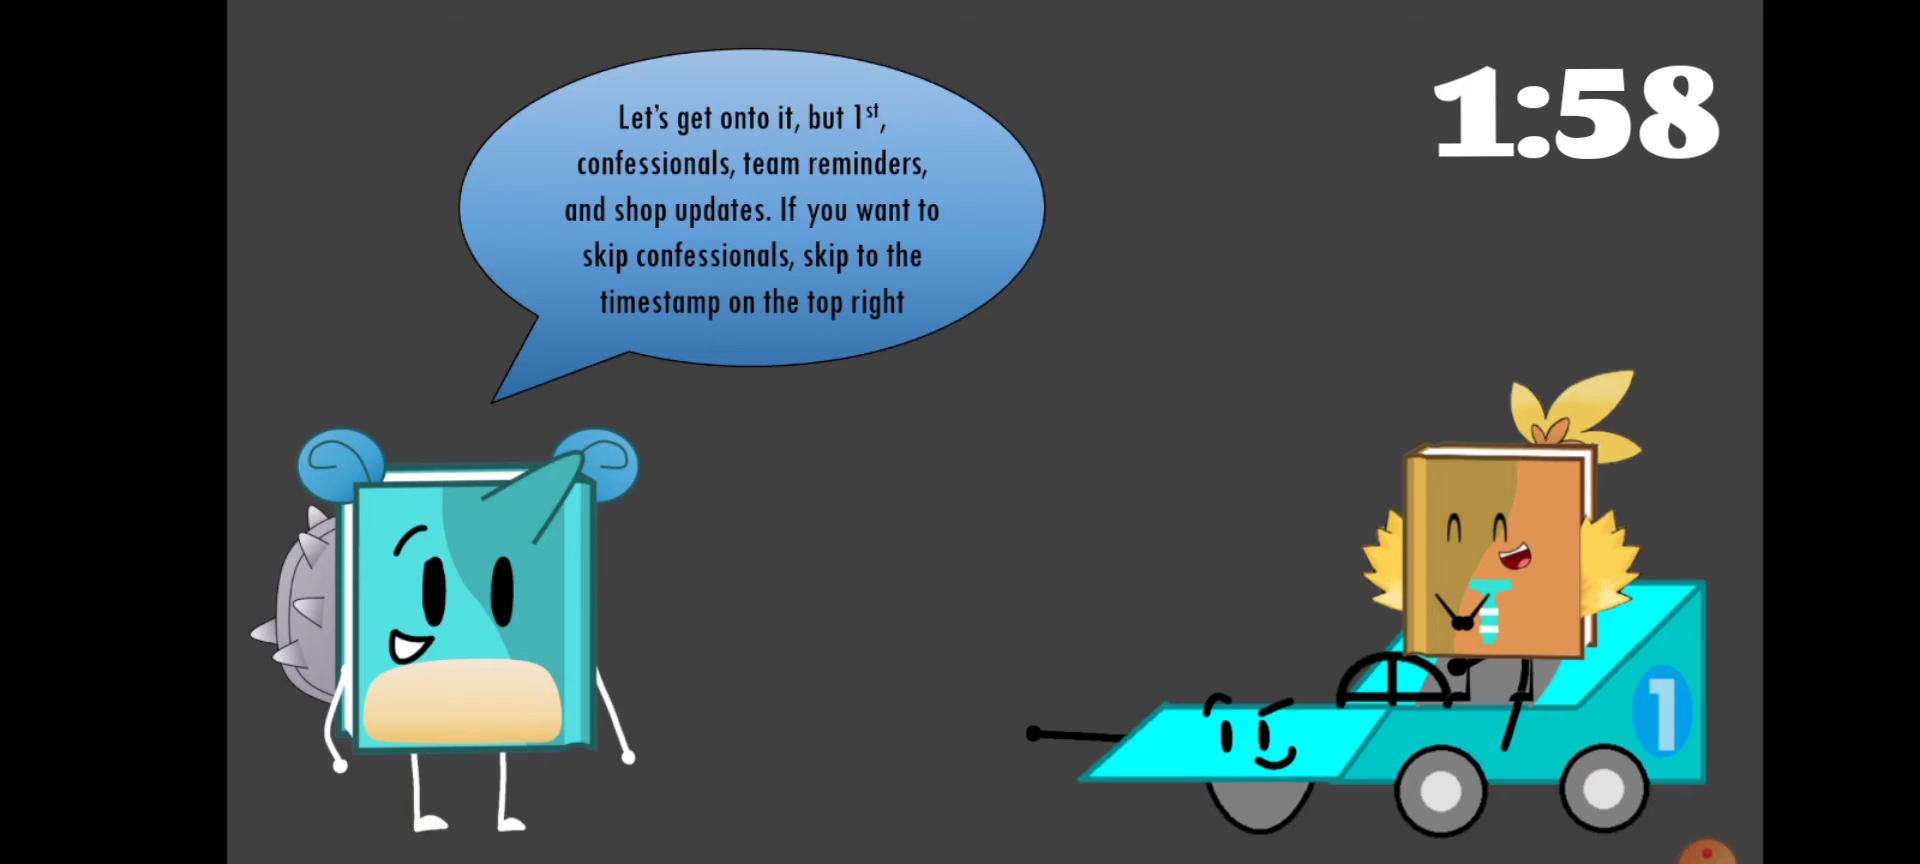 Let's get onto it, but 1st,
confessionals, team reminders,
and shop updates. If you want to
skip confessionals, skip to the
timestamp on the top right
1:58
1